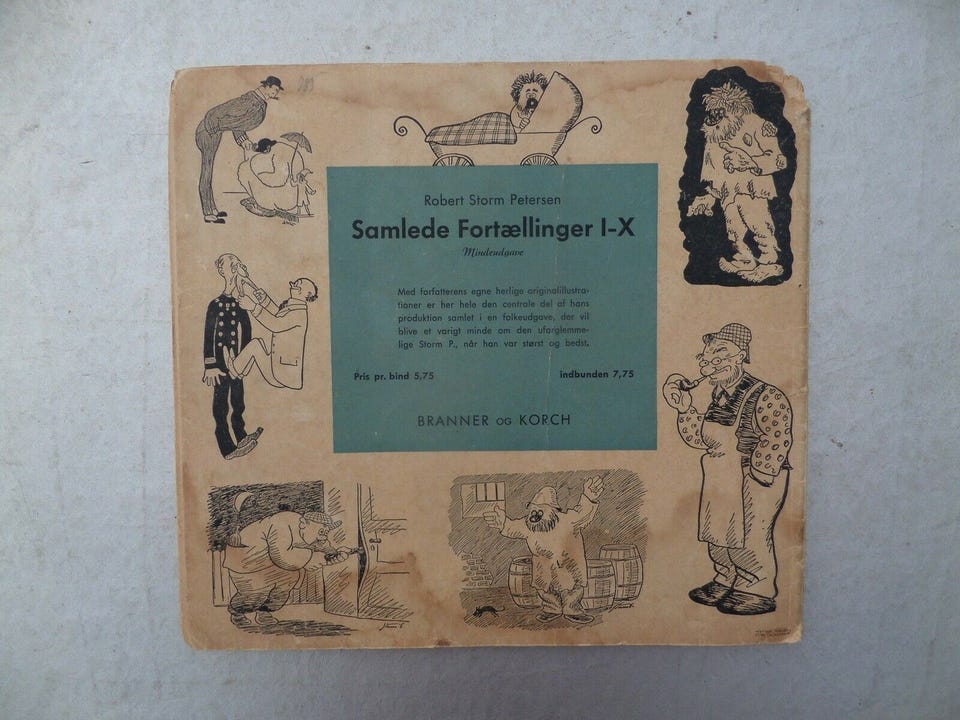 Robert Storm Petersen
Samlede Fortællinger I-X
Mindeudgave
Med forfatterens egne herlige originalillustra-
tioner er her hele den centrale del af hans
produktion samlet i en folkeudgave, der vil
blive et varigt minde om den uforglemme-
lige Storm P., når han var størst og bedst.
Pris pr. bind 5,75
indbunden 7,75
BRANNER OG KORCH